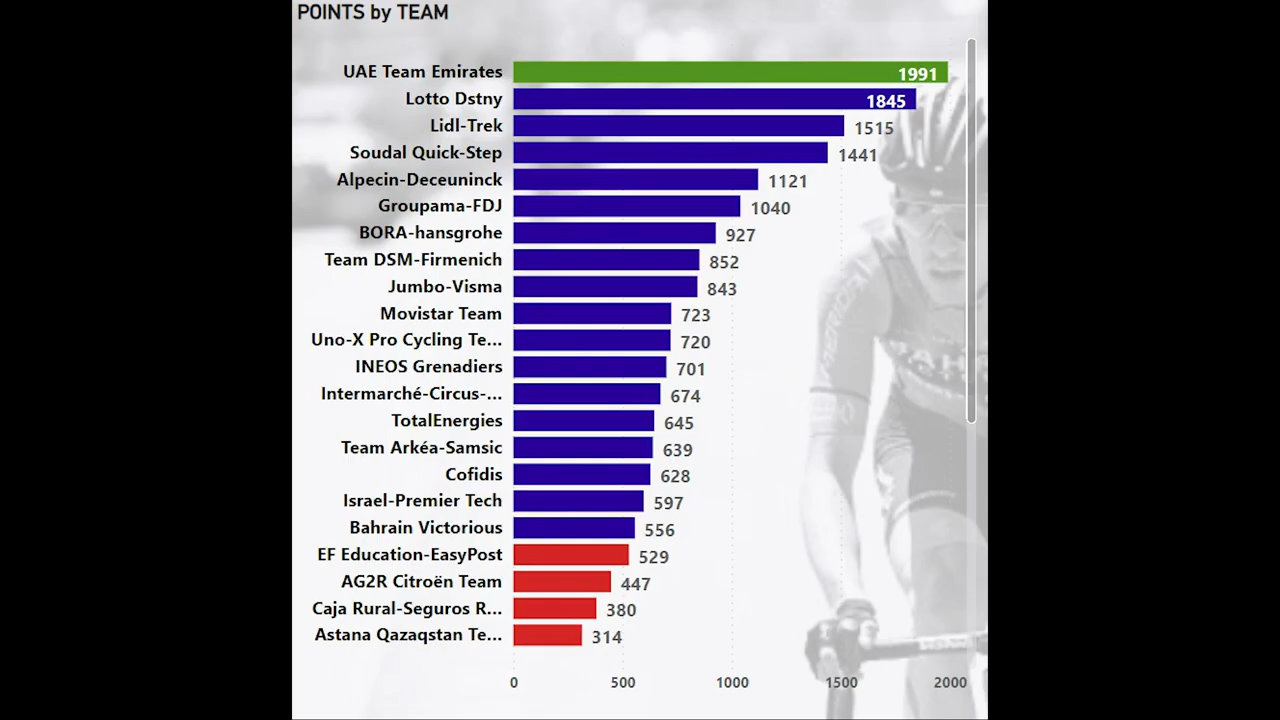 POINTS by TEAM
UAE Team Emirates 1991
Lotto Dstny 1845
Lidl-Trek 1515
Soudal Quick-Step 1441
Alpecin-Deceuninck 1121
Groupama-FDJ 1040
BORA-hansgrohe 927
Team DSM-Firmenich 852
Jumbo-Visma 843
Movistar Team 723
Uno-X Pro Cycling Te... 720
INEOS Grenadiers 701
Intermarché-Circus-... 674
TotalEnergies 645
Team Arkéa-Samsic 639
Cofidis 628
Israel-Premier Tech 597
Bahrain Victorious 556
EF Education-EasyPost 529
AG2R Citroën Team 447
Caja Rural-Seguros R... 380
Astana Qazaqstan Te... 314
0 500 1000 1500 2000